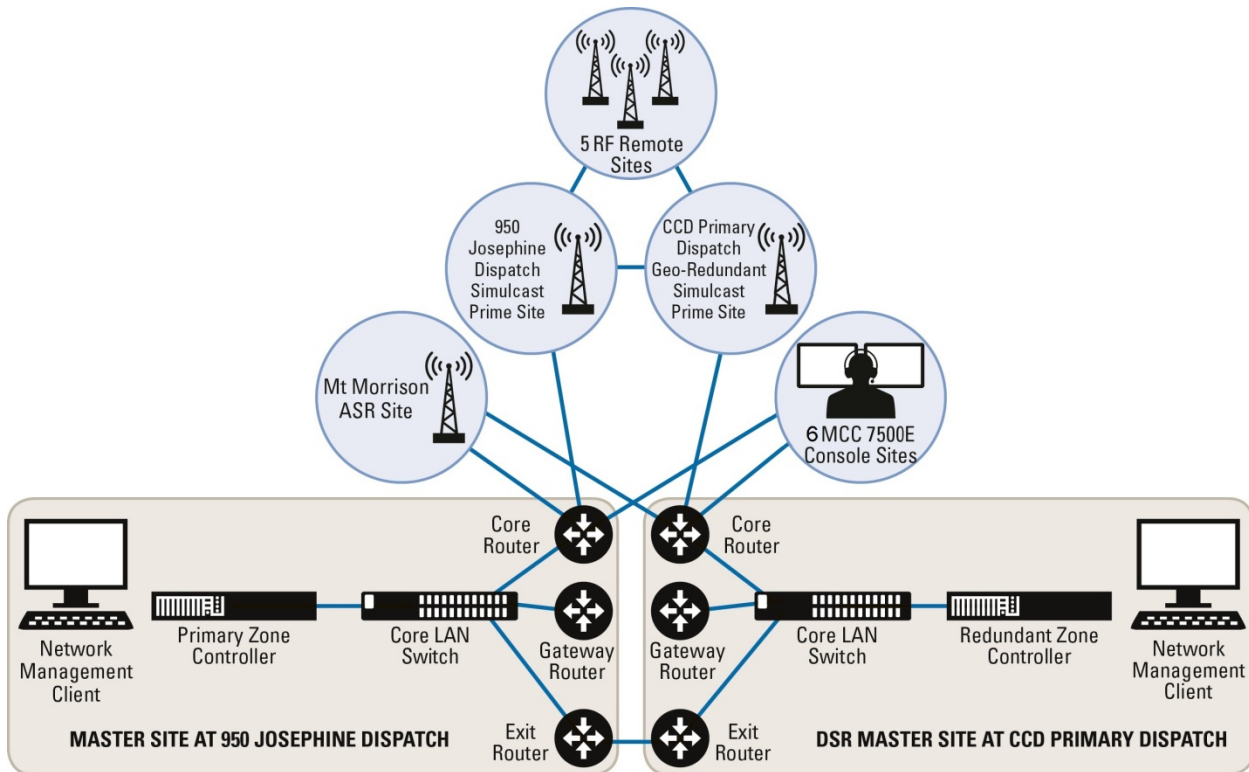 5 RF Remote
Sites
950
Josephine
Dispatch
Simulcast
Prime Site
CCD Primary
Dispatch
Geo-Redundant
Simulcast
Prime Site
Mt Morrison
ASR Site
6 MCC 7500E
Console Sites
Core
Router
Core
Router
Network
Management
Client
Primary Zone
Controller
Core LAN
Switch
Gateway
Router
Gateway
Router
Core LAN
Switch
Redundant Zone
Controller
Network
Management
Client
MASTER SITE AT 950 JOSEPHINE DISPATCH
Exit
Router
Exit
Router
DSR MASTER SITE AT CCD PRIMARY DISPATCH